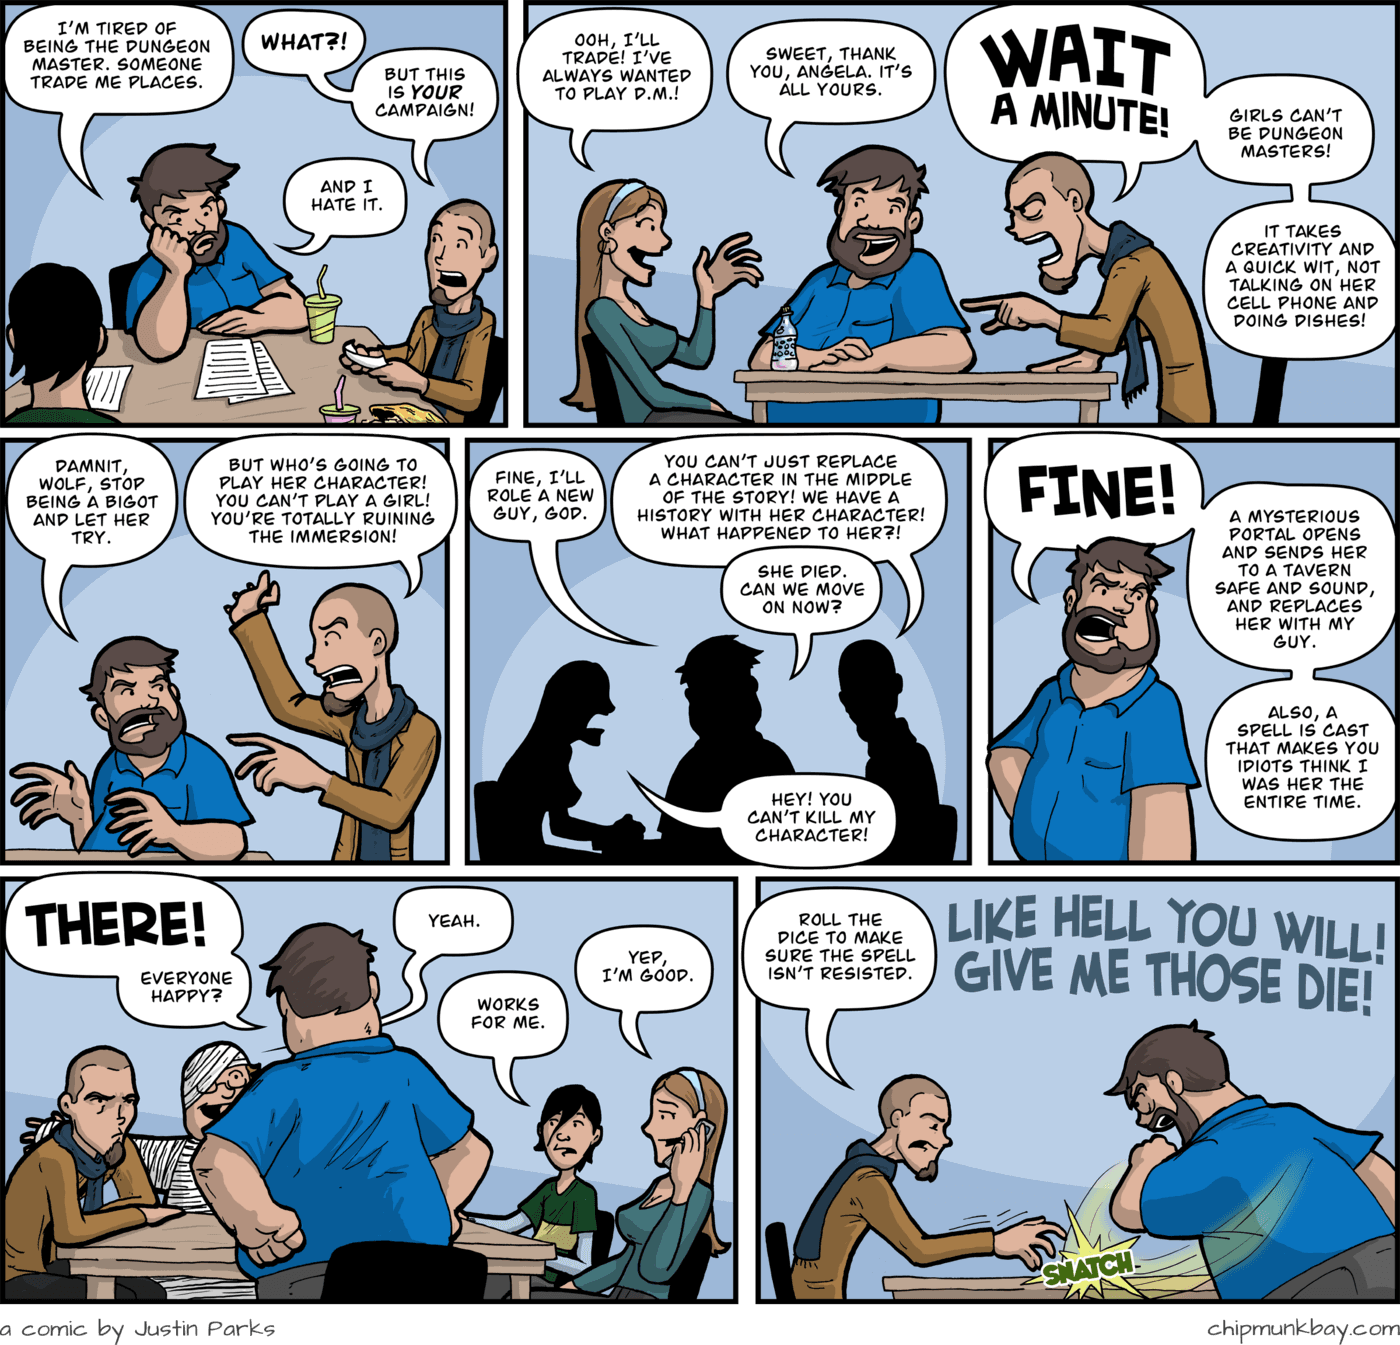 I'M TIRED OF
BEING THE DUNGEON
MASTER. SOMEONE
TRADE ME PLACES.
WHAT?!
BUT THIS
IS YOUR
CAMPAIGN!
AND I
HATE IT.
OOH, I'LL
TRADE! I'VE
ALWAYS WANTED
TO PLAY D.M.!
SWEET, THANK
YOU, ANGELA. IT'S
ALL YOURS.
WAIT
A MINUTE!
GIRLS CAN'T
BE DUNGEON
MASTERS!
IT TAKES
CREATIVITY AND
A QUICK WIT, NOT
TALKING ON HER
CELL PHONE AND
DOING DISHES!
DAMNIT,
WOLF, STOP
BEING A BIGOT
AND LET HER
TRY.
BUT WHO'S GOING TO
PLAY HER CHARACTER!
YOU CAN'T PLAY A GIRL!
YOU'RE TOTALLY RUINING
THE IMMERSION!
FINE, I'LL
ROLE A NEW
GUY, GOD.
YOU CAN'T JUST REPLACE
A CHARACTER IN THE MIDDLE
OF THE STORY! WE HAVE A
HISTORY WITH HER CHARACTER!
WHAT HAPPENED TO HER?!
SHE DIED.
CAN WE MOVE
ON NOW?
HEY! YOU
CAN'T KILL MY
CHARACTER!
FINE!
A MYSTERIOUS
PORTAL OPENS
AND SENDS HER
TO A TAVERN
SAFE AND SOUND,
AND REPLACES
HER WITH MY
GUY.
ALSO, A
SPELL IS CAST
THAT MAKES YOU
IDIOTS THINK I
WAS HER THE
ENTIRE TIME.
THERE!
EVERYONE
HAPPY?
YEAH.
WORKS
FOR ME.
YEP,
I'M GOOD.
ROLL THE
DICE TO MAKE
SURE THE SPELL
ISN'T RESISTED.
LIKE HELL YOU WILL!
GIVE ME THOSE DIE!
SNATCH
a comic by Justin Parks
chipmunkbay.com